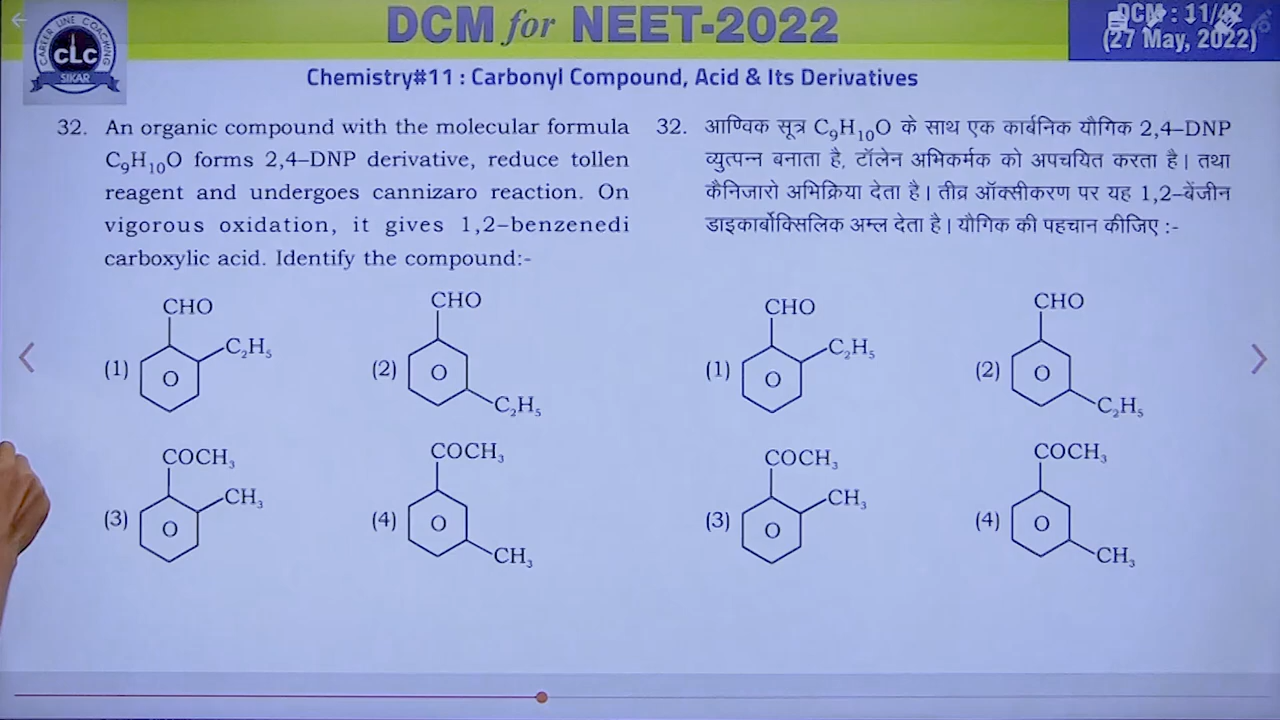 DCM for NEET-2022
DCM : 11/42
(27 May, 2022)
CAREER LINE COACHING
CLC
SIKAR
Chemistry#11 : Carbonyl Compound, Acid & Its Derivatives
32. An organic compound with the molecular formula
C₉H₁₀O forms 2,4–DNP derivative, reduce tollen
reagent and undergoes cannizaro reaction. On
vigorous oxidation, it gives 1,2–benzenedi
carboxylic acid. Identify the compound:-
(1) CHO C₂H₅
(2) CHO C₂H₅
(3) COCH₃ CH₃
(4) COCH₃ CH₃
32. आण्विक सूत्र C₉H₁₀O के साथ एक कार्बनिक यौगिक 2,4–DNP
व्युत्पन्न बनाता है, टॉलेन अभिकर्मक को अपचयित करता है। तथा
कैनिजारो अभिक्रिया देता है। तीव्र ऑक्सीकरण पर यह 1,2–बेंजीन
डाइकार्बोक्सिलिक अम्ल देता है। यौगिक की पहचान कीजिए :-
(1) CHO C₂H₅
(2) CHO C₂H₅
(3) COCH₃ CH₃
(4) COCH₃ CH₃